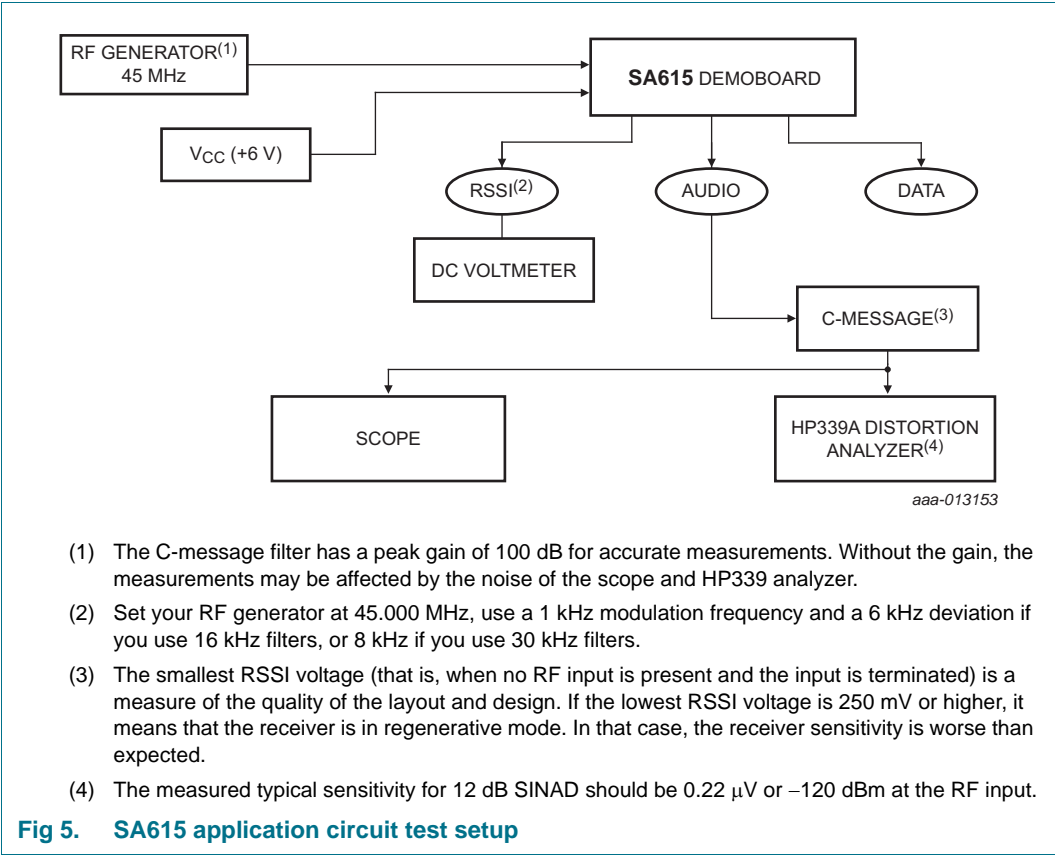 RF GENERATOR(1)
45 MHz
SA615 DEMOBOARD
VCC (+6 V)
RSSI(2)
AUDIO
DATA
DC VOLTMETER
C-MESSAGE(3)
SCOPE
HP339A DISTORTION
ANALYZER(4)
aaa-013153
(1) The C-message filter has a peak gain of 100 dB for accurate measurements. Without the gain, the
measurements may be affected by the noise of the scope and HP339 analyzer.
(2) Set your RF generator at 45.000 MHz, use a 1 kHz modulation frequency and a 6 kHz deviation if
you use 16 kHz filters, or 8 kHz if you use 30 kHz filters.
(3) The smallest RSSI voltage (that is, when no RF input is present and the input is terminated) is a
measure of the quality of the layout and design. If the lowest RSSI voltage is 250 mV or higher, it
means that the receiver is in regenerative mode. In that case, the receiver sensitivity is worse than
expected.
(4) The measured typical sensitivity for 12 dB SINAD should be 0.22 μV or −120 dBm at the RF input.
Fig 5. SA615 application circuit test setup